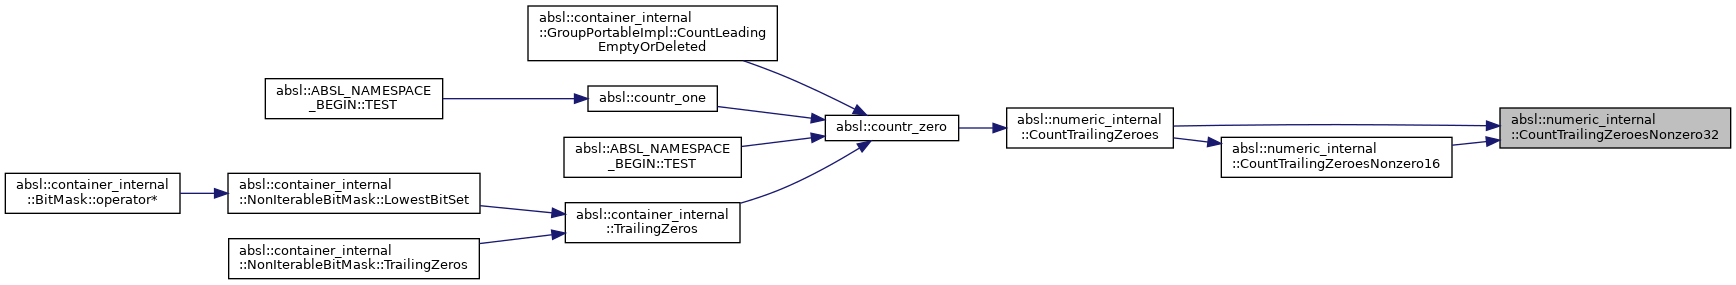 absl::container_internal
::GroupPortableImpl::CountLeading
EmptyOrDeleted
absl::ABSL_NAMESPACE
_BEGIN::TEST
absl::countr_one
absl::countr_zero
absl::numeric_internal
::CountTrailingZeroes
absl::numeric_internal
::CountTrailingZeroesNonzero32
absl::ABSL_NAMESPACE
_BEGIN::TEST
absl::numeric_internal
::CountTrailingZeroesNonzero16
absl::container_internal
::BitMask::operator*
absl::container_internal
::NonIterableBitMask::LowestBitSet
absl::container_internal
::TrailingZeros
absl::container_internal
::NonIterableBitMask::TrailingZeros